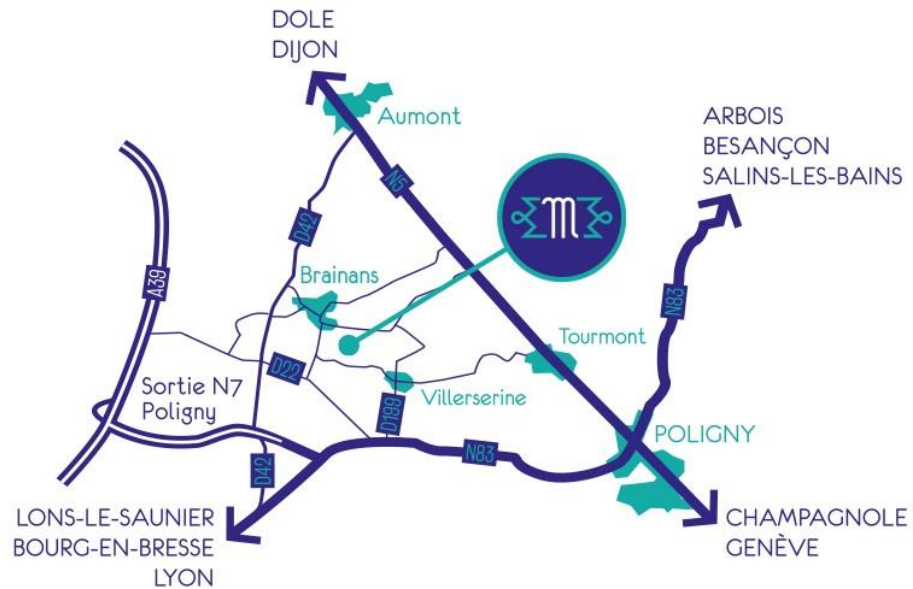 DOLE
DIJON
Aumont
ARBOIS
BESANÇON
SALINS-LES-BAINS
N5
D42
Brainans
A39
N83
Tourmont
D22
Sortie N7
Poligny
Villerserine
D199
POLIGNY
N83
D42
LONS-LE-SAUNIER
BOURG-EN-BRESSE
LYON
CHAMPAGNOLE
GENÈVE